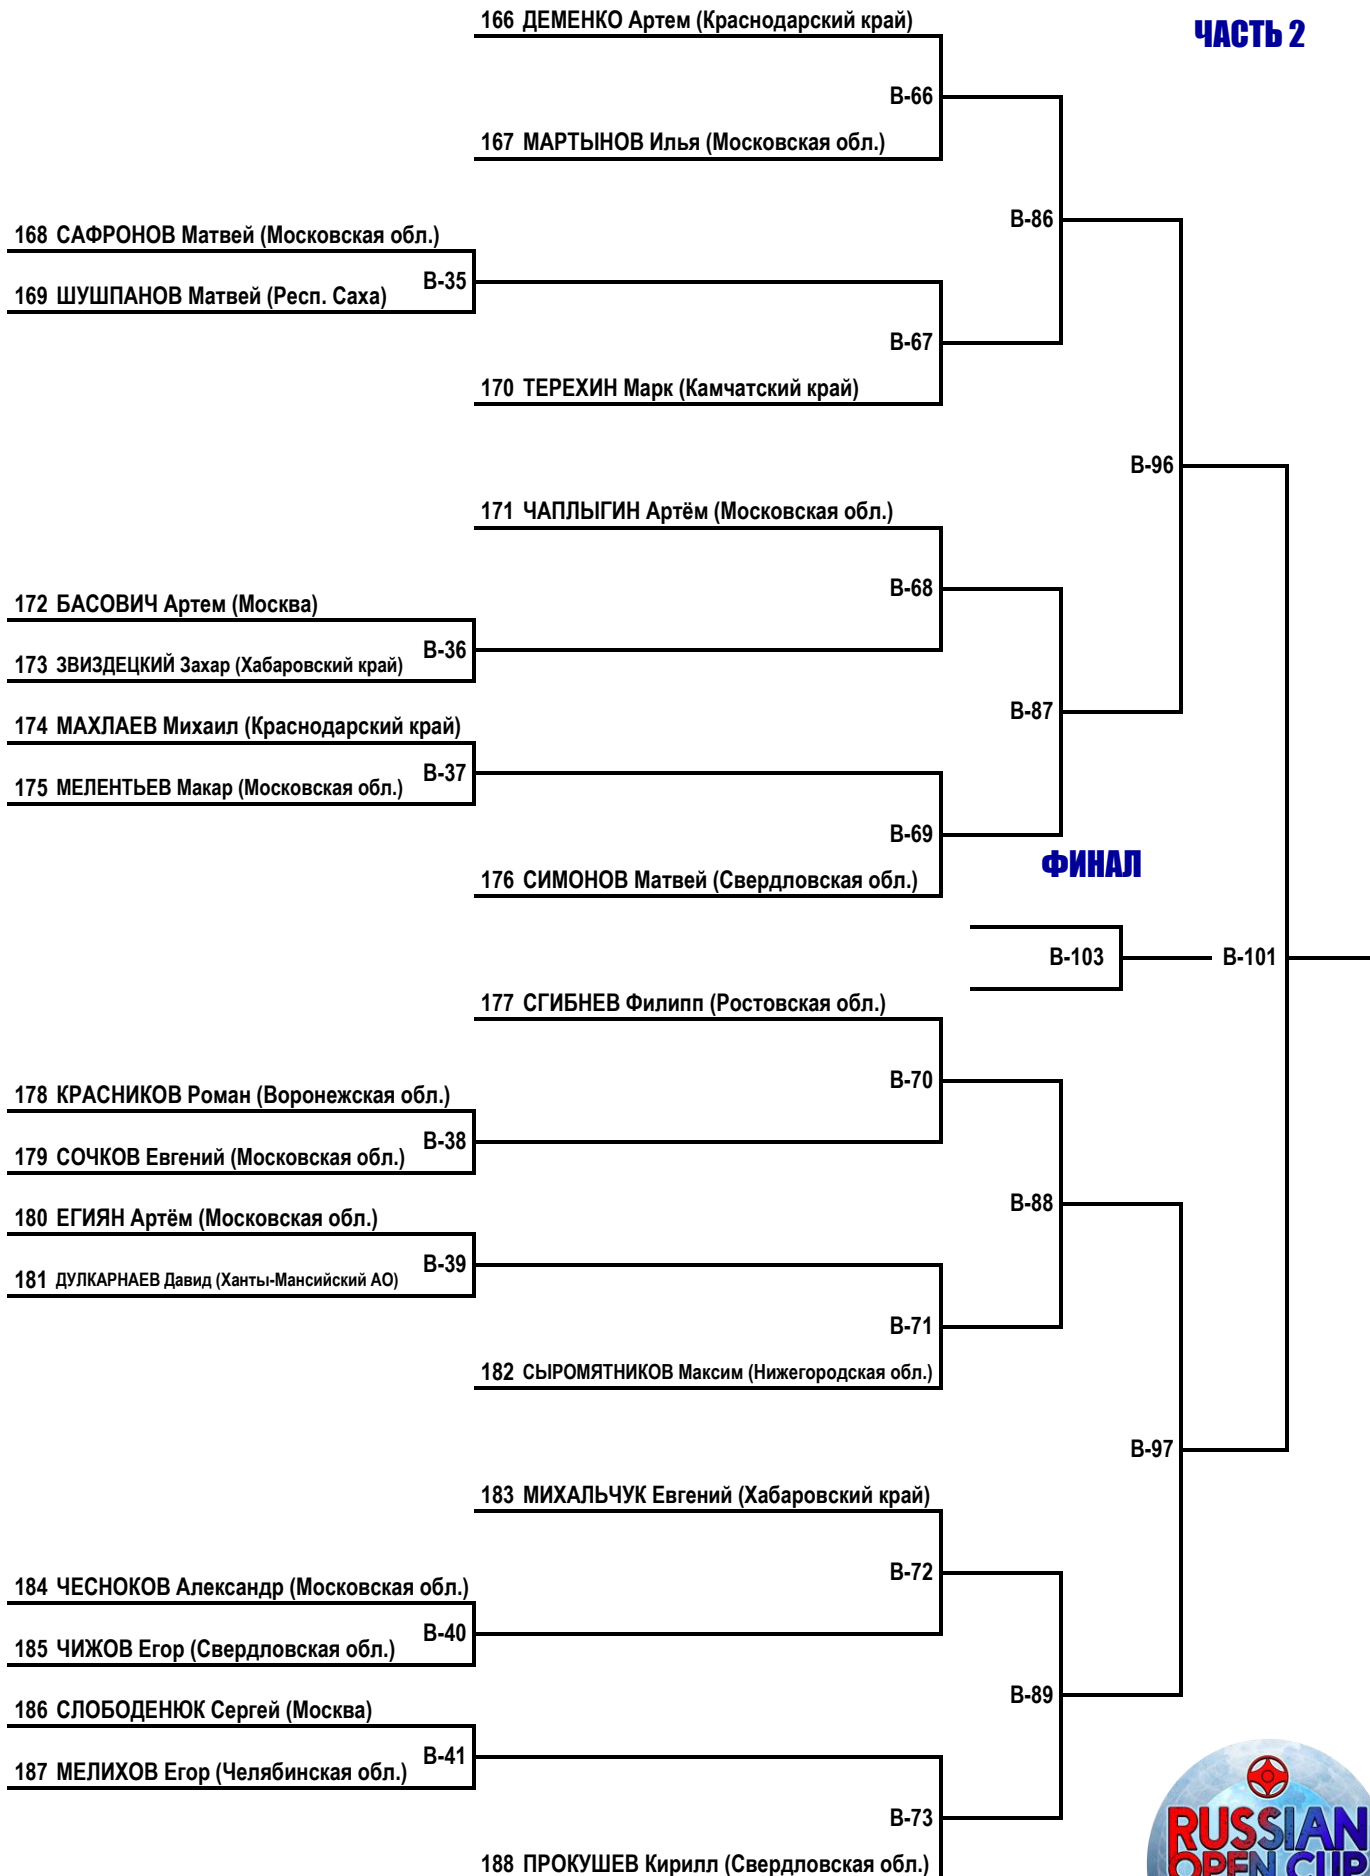 166 ДЕМЕНКО Артем (Краснодарский край)
ЧАСТЬ 2
B-66
167 МАРТЫНОВ Илья (Московская обл.)
B-86
168 САФРОНОВ Матвей (Московская обл.)
B-35
169 ШУШПАНОВ Матвей (Респ. Саха)
B-67
170 ТЕРЕХИН Марк (Камчатский край)
B-96
171 ЧАПЛЫГИН Артём (Московская обл.)
B-68
172 БАСОВИЧ Артем (Москва)
B-36
173 ЗВИЗДЕЦКИЙ Захар (Хабаровский край)
B-87
174 МАХЛАЕВ Михаил (Краснодарский край)
B-37
175 МЕЛЕНТЬЕВ Макар (Московская обл.)
B-69
ФИНАЛ
176 СИМОНОВ Матвей (Свердловская обл.)
B-103
B-101
177 СГИБНЕВ Филипп (Ростовская обл.)
B-70
178 КРАСНИКОВ Роман (Воронежская обл.)
B-38
179 СОЧКОВ Евгений (Московская обл.)
B-88
180 ЕГИЯН Артём (Московская обл.)
B-39
181 ДУЛКАРНАЕВ Давид (Ханты-Мансийский АО)
B-71
182 СЫРОМЯТНИКОВ Максим (Нижегородская обл.)
B-97
183 МИХАЛЬЧУК Евгений (Хабаровский край)
B-72
184 ЧЕСНОКОВ Александр (Московская обл.)
B-40
185 ЧИЖОВ Егор (Свердловская обл.)
B-89
186 СЛОБОДЕНЮК Сергей (Москва)
B-41
187 МЕЛИХОВ Егор (Челябинская обл.)
B-73
188 ПРОКУШЕВ Кирилл (Свердловская обл.)
RUSSIAN
OPEN CUP